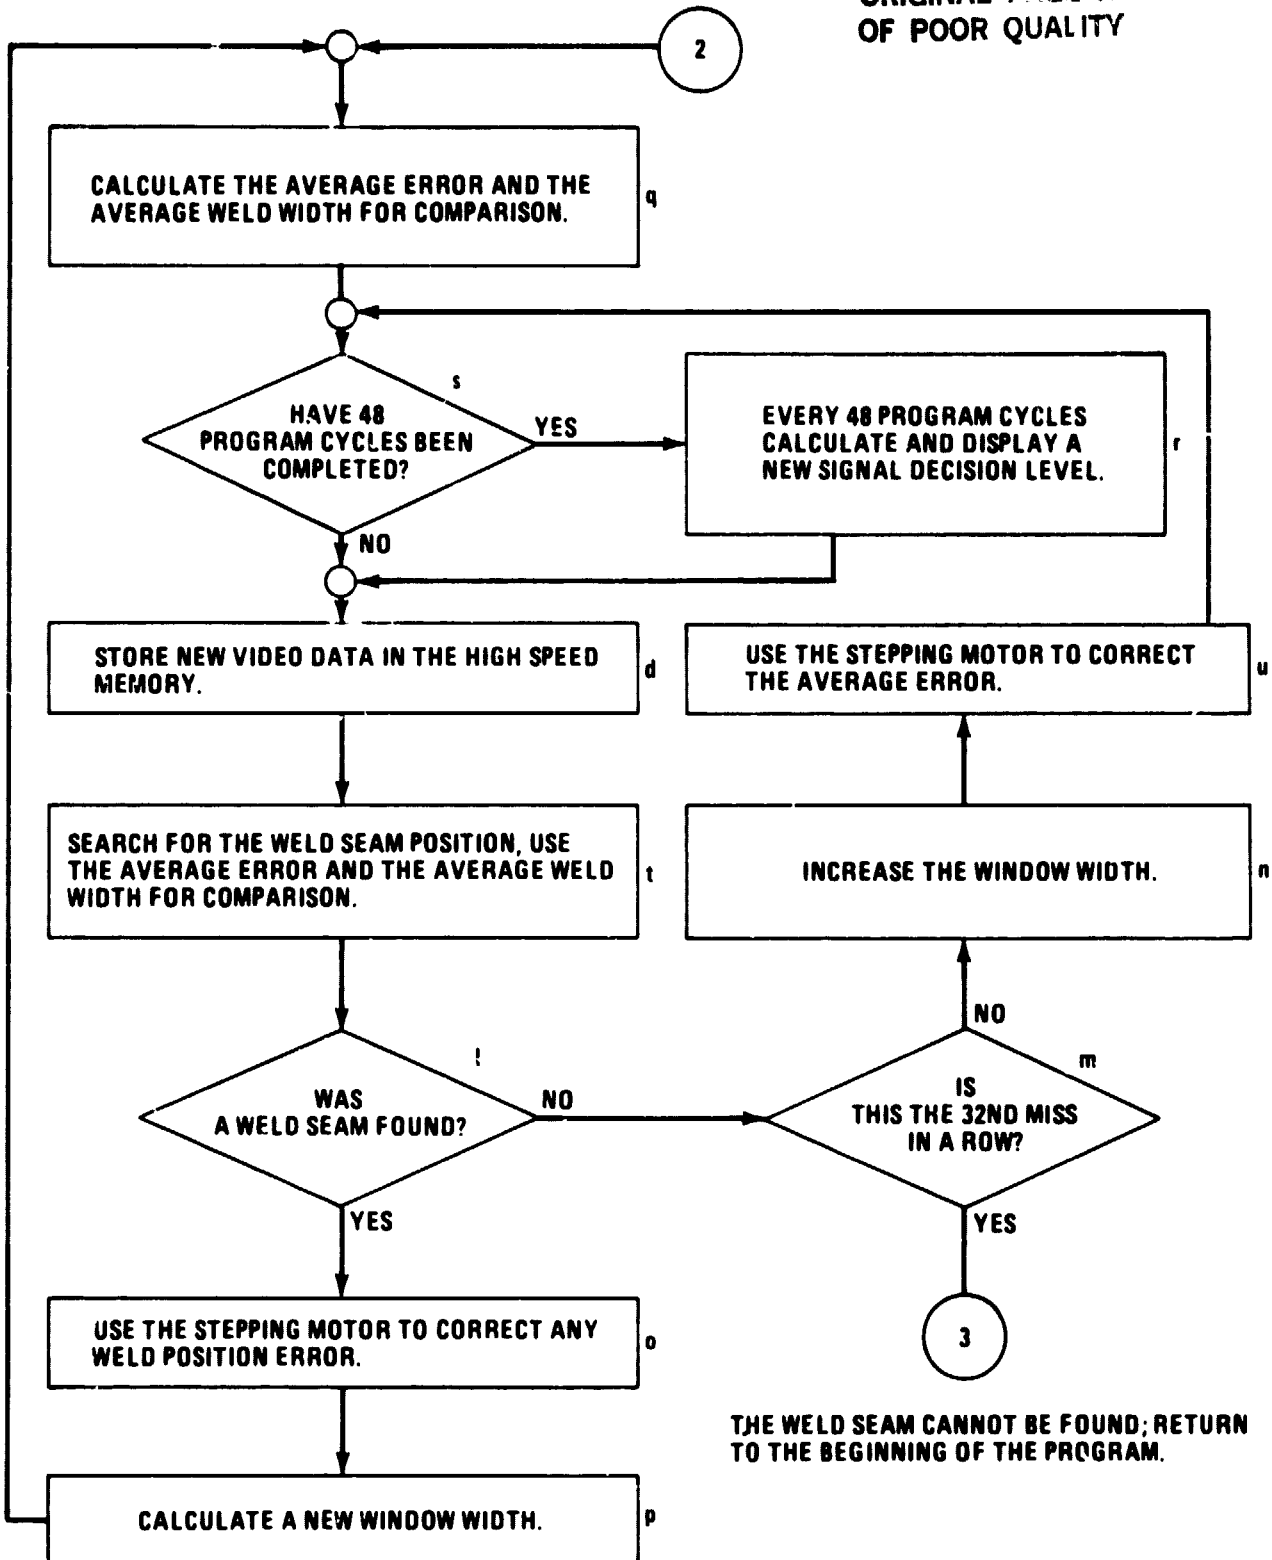 OF POOR QUALITY
2
CALCULATE THE AVERAGE ERROR AND THE
AVERAGE WELD WIDTH FOR COMPARISON.
q
s
HAVE 48
PROGRAM CYCLES BEEN
COMPLETED?
YES
EVERY 48 PROGRAM CYCLES
CALCULATE AND DISPLAY A
NEW SIGNAL DECISION LEVEL.
r
NO
STORE NEW VIDEO DATA IN THE HIGH SPEED
MEMORY.
d
USE THE STEPPING MOTOR TO CORRECT
THE AVERAGE ERROR.
u
SEARCH FOR THE WELD SEAM POSITION, USE
THE AVERAGE ERROR AND THE AVERAGE WELD
WIDTH FOR COMPARISON.
t
INCREASE THE WINDOW WIDTH.
n
NO
WAS
A WELD SEAM FOUND?
NO
m
IS
THIS THE 32ND MISS
IN A ROW?
YES
YES
USE THE STEPPING MOTOR TO CORRECT ANY
WELD POSITION ERROR.
o
3
THE WELD SEAM CANNOT BE FOUND; RETURN
TO THE BEGINNING OF THE PROGRAM.
CALCULATE A NEW WINDOW WIDTH.
p